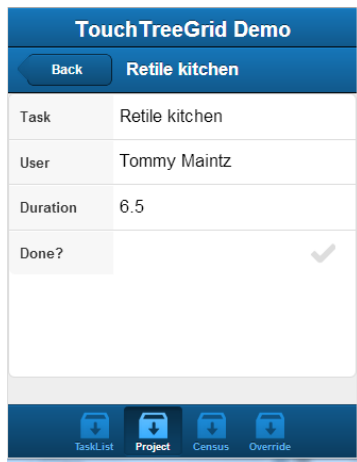 TouchTreeGrid Demo
Back Retile kitchen
Task Retile kitchen
User Tommy Maintz
Duration 6.5
Done?
TaskList Project Census Override